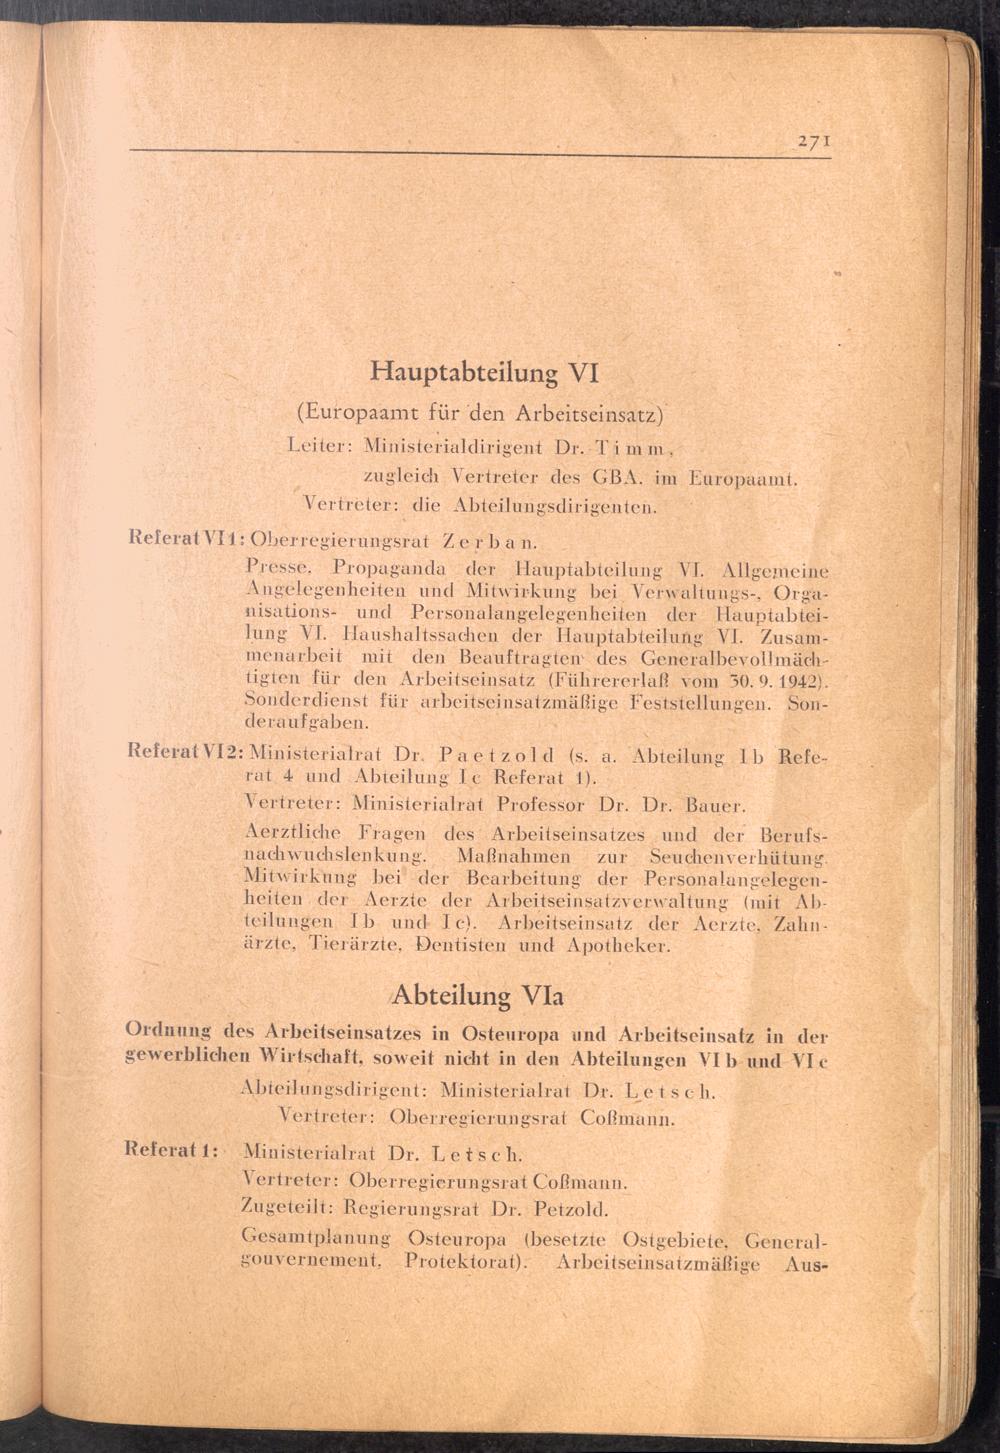 271
Hauptabteilung VI
(Europaamt für den Arbeitseinsatz)
Leiter: Ministerialdirigent Dr. Timm,
zugleich Vertreter des GBA. im Europaamt.
Vertreter: die Abteilungsdirigenten.
Referat VI 1: Oberregierungsrat Zerban.
Presse, Propaganda der Hauptabteilung VI. Allgemeine
Angelegenheiten und Mitwirkung bei Verwaltungs-, Orga-
nisations- und Personalangelegenheiten der Hauptabtei-
lung VI. Haushaltssachen der Hauptabteilung VI. Zusam-
menarbeit mit den Beauftragten des Generalbevollmäch-
tigten für den Arbeitseinsatz (Führererlaß vom 30. 9. 1942).
Sonderdienst für arbeitseinsatzmäßige Feststellungen. Son-
deraufgaben.
Referat VI 2: Ministerialrat Dr. Paetzold (s. a. Abteilung Ib Refe-
rat 4 und Abteilung Ic Referat 1).
Vertreter: Ministerialrat Professor Dr. Dr. Bauer.
Aerztliche Fragen des Arbeitseinsatzes und der Berufs-
nachwuchslenkung. Maßnahmen zur Seuchenverhütung.
Mitwirkung bei der Bearbeitung der Personalangelegen-
heiten der Aerzte der Arbeitseinsatzverwaltung (mit Ab-
teilungen Ib und Ic). Arbeitseinsatz der Aerzte, Zahn-
ärzte, Tierärzte, Dentisten und Apotheker.
Abteilung VIa
Ordnung des Arbeitseinsatzes in Osteuropa und Arbeitseinsatz in der
gewerblichen Wirtschaft, soweit nicht in den Abteilungen VI b und VI c
Abteilungsdirigent: Ministerialrat Dr. Letsch.
Vertreter: Oberregierungsrat Coßmann.
Referat 1: Ministerialrat Dr. Letsch.
Vertreter: Oberregierungsrat Coßmann.
Zugeteilt: Regierungsrat Dr. Petzold.
Gesamtplanung Osteuropa (besetzte Ostgebiete, General-
gouvernement, Protektorat). Arbeitseinsatzmäßige Aus-